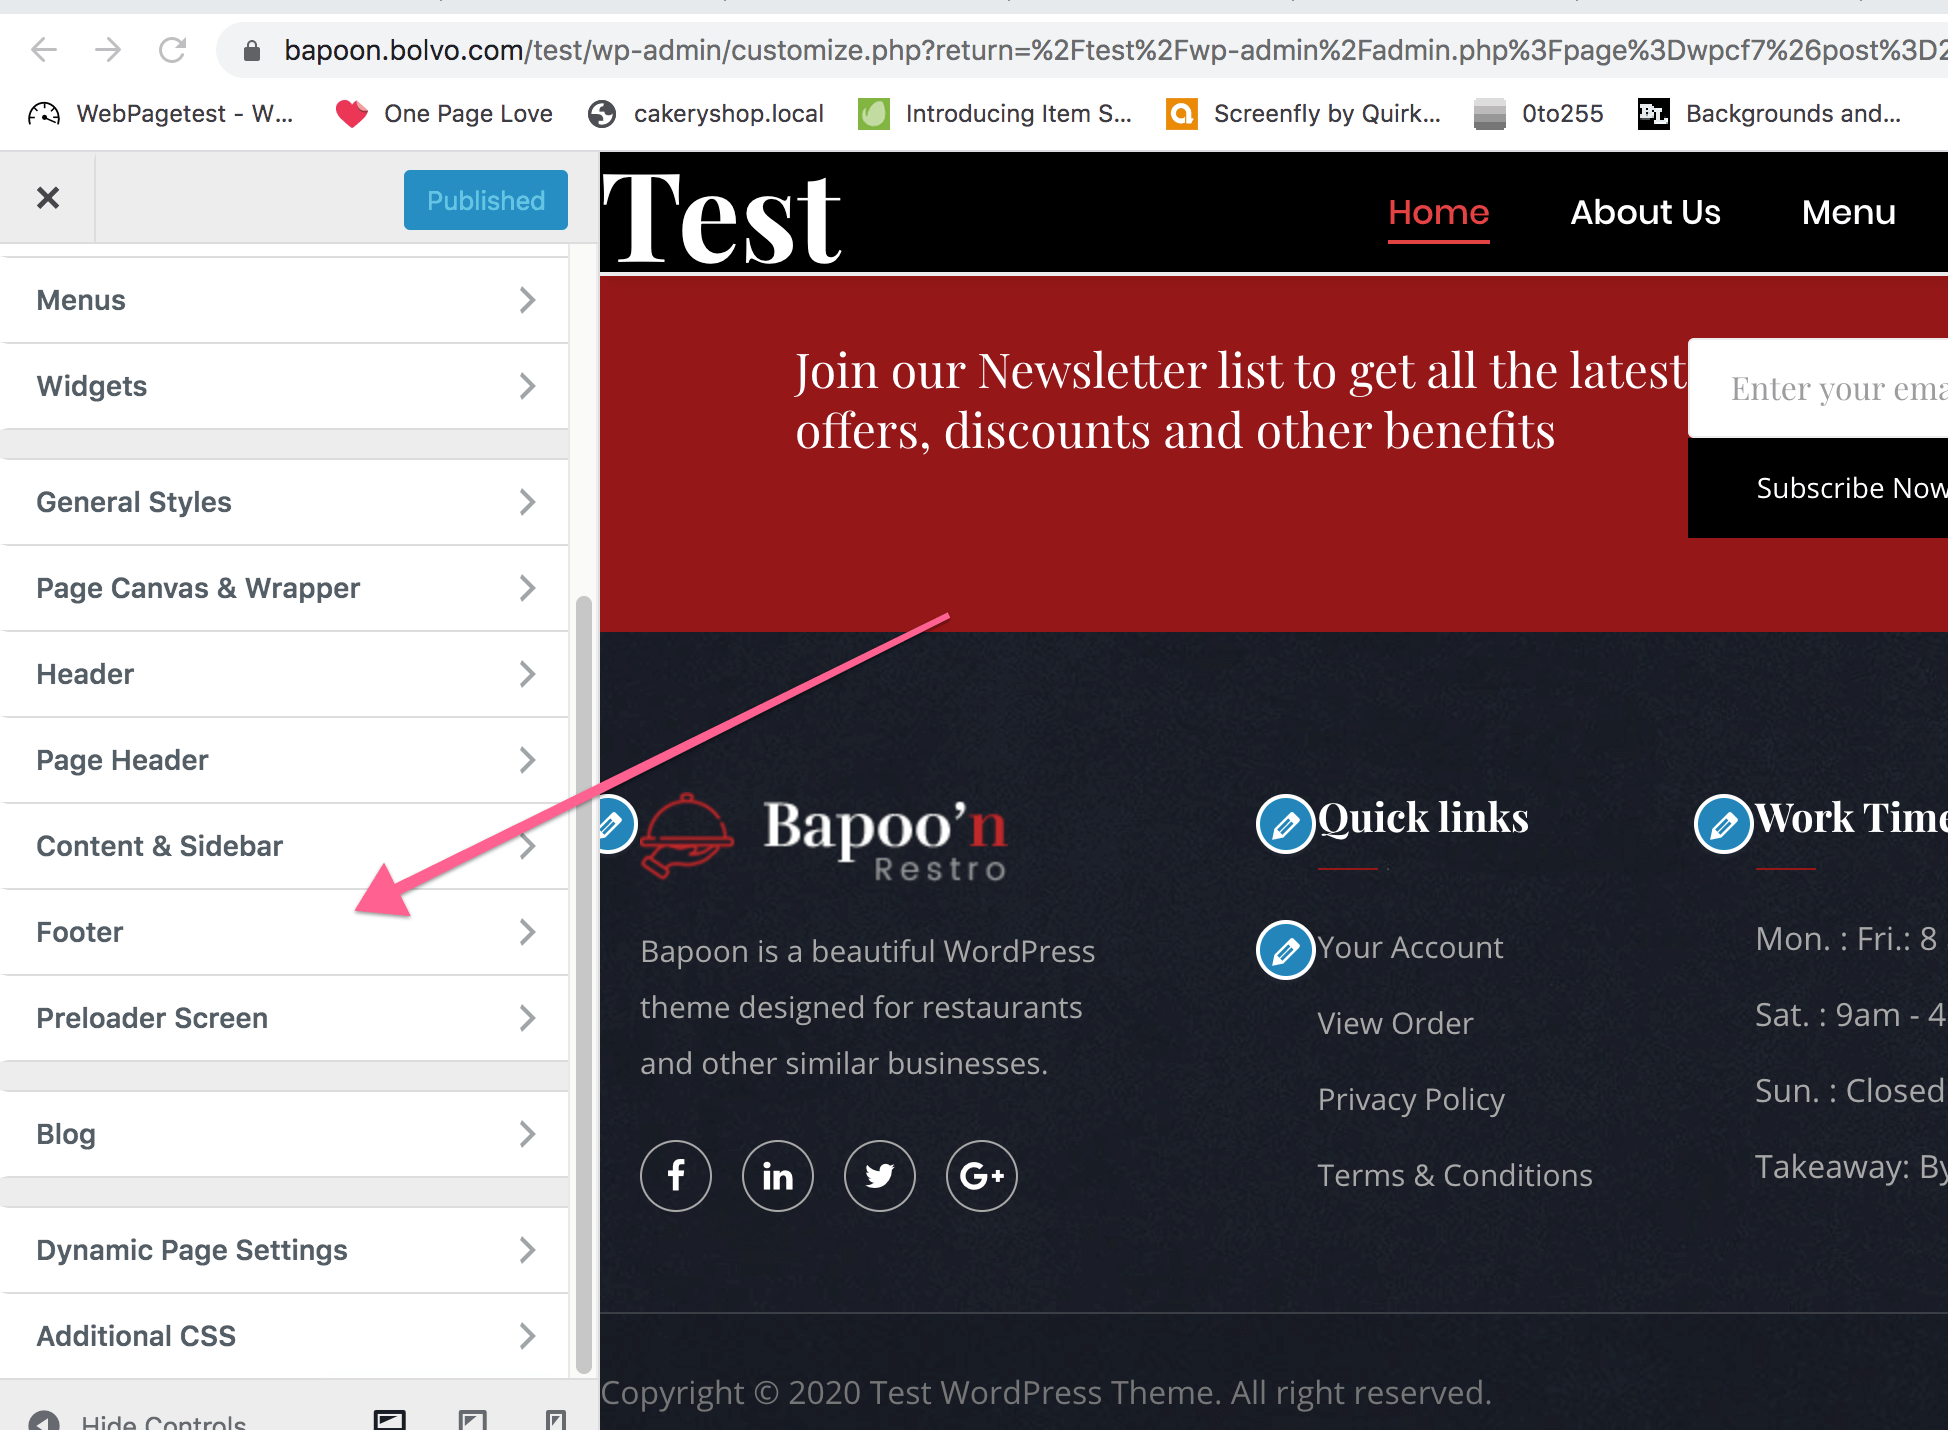 bapoon.bolvo.com/test/wp-admin/customize.php?return=%2Ftest%2Fwp-admin%2Fadmin.php%3Fpage%3Dwpcf7%26post%3D2
WebPagetest - W...
One Page Love
cakeryshop.local
Introducing Item S...
Screenfly by Quirk...
0to255
BL
Backgrounds and...
Published
Menus
Widgets
General Styles
Page Canvas & Wrapper
Header
Page Header
Content & Sidebar
Footer
Preloader Screen
Blog
Dynamic Page Settings
Additional CSS
Hide Controls
Test
Home
About Us
Menu
Join our Newsletter list to get all the latest
offers, discounts and other benefits
Enter your ema
Subscribe Now
Bapoo'n
Restro
Bapoon is a beautiful WordPress
theme designed for restaurants
and other similar businesses.
Quick links
Your Account
View Order
Privacy Policy
Terms & Conditions
Work Time
Mon. : Fri.: 8
Sat. : 9am - 4
Sun. : Closed
Takeaway: By
Copyright © 2020 Test WordPress Theme. All right reserved.